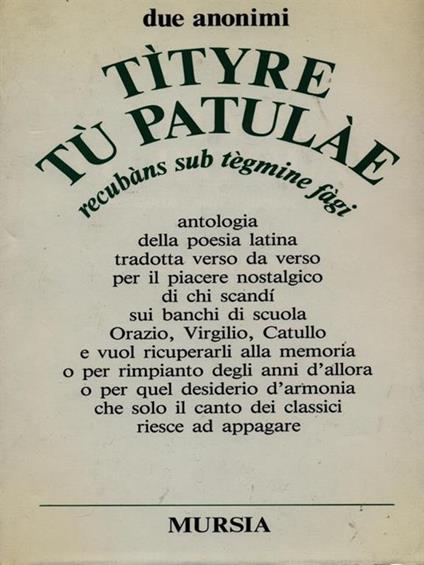 due anonimi
TÌTYRE
TÙ PATULÀE
recubàns sub tègmine fàgi
antologia
della poesia latina
tradotta verso da verso
per il piacere nostalgico
di chi scandí
sui banchi di scuola
Orazio, Virgilio, Catullo
e vuol ricuperarli alla memoria
o per rimpianto degli anni d'allora
o per quel desiderio d'armonia
che solo il canto dei classici
riesce ad appagare
MURSIA